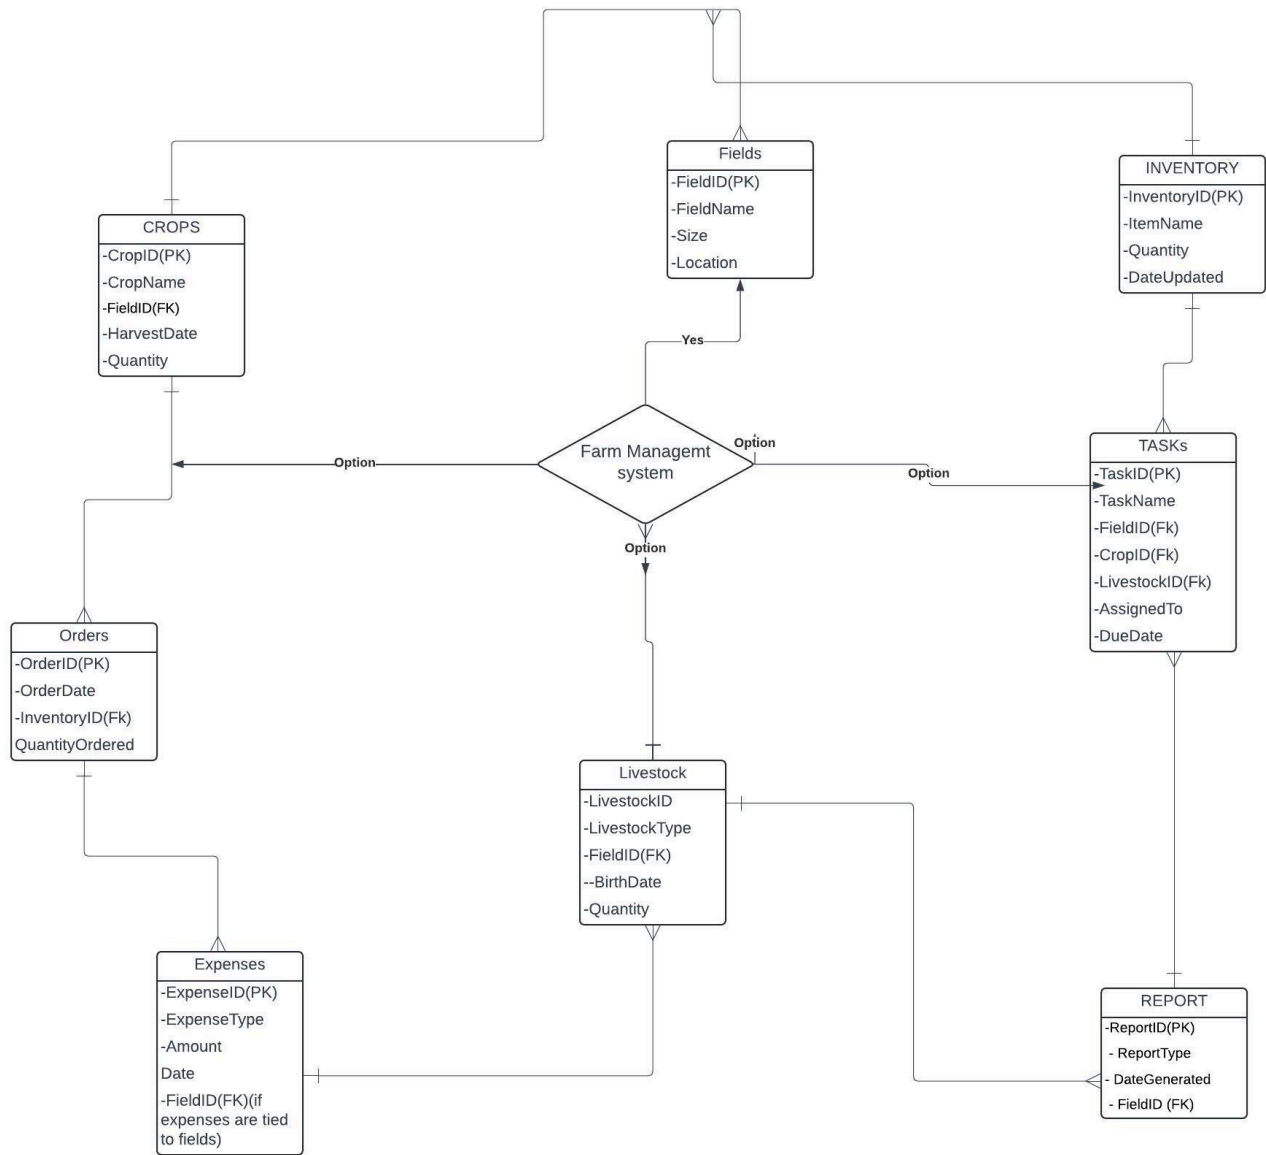 Fields
-FieldID(PK)
-FieldName
-Size
-Location
INVENTORY
-InventoryID(PK)
-ItemName
-Quantity
-DateUpdated
CROPS
-CropID(PK)
-CropName
-FieldID(FK)
-HarvestDate
-Quantity
Yes
Farm Managemt
system
Option
Option
Option
Option
TASKs
-TaskID(PK)
-TaskName
-FieldID(Fk)
-CropID(Fk)
-LivestockID(Fk)
-AssignedTo
-DueDate
Orders
-OrderID(PK)
-OrderDate
-InventoryID(Fk)
QuantityOrdered
Livestock
-LivestockID
-LivestockType
-FieldID(FK)
--BirthDate
-Quantity
Expenses
-ExpenseID(PK)
-ExpenseType
-Amount
Date
-FieldID(FK)(if
expenses are tied
to fields)
REPORT
-ReportID(PK)
- ReportType
- DateGenerated
- FieldID (FK)